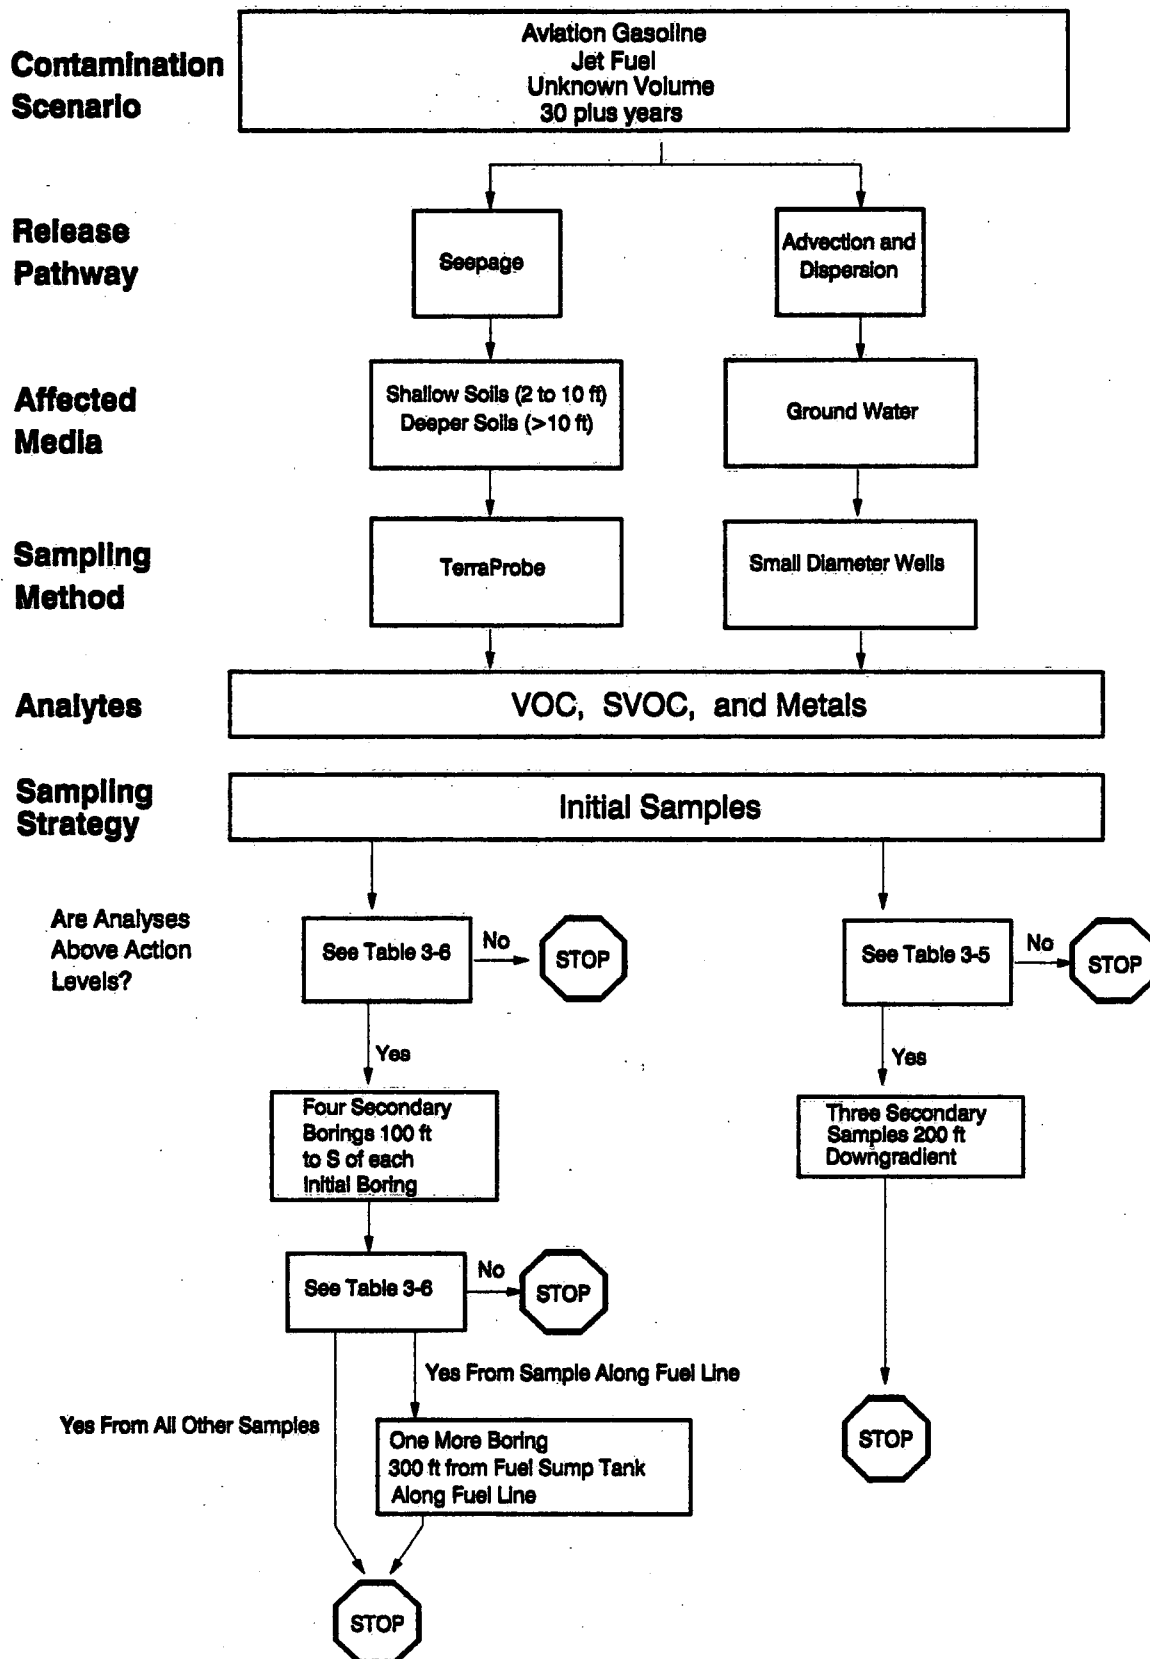 Contamination
Scenario
Aviation Gasoline
Jet Fuel
Unknown Volume
30 plus years
Release
Pathway
Seepage
Advection and
Dispersion
Affected
Media
Shallow Soils (2 to 10 ft)
Deeper Soils (>10 ft)
Ground Water
Sampling
Method
TerraProbe
Small Diameter Wells
Analytes
VOC, SVOC, and Metals
Sampling
Strategy
Initial Samples
Are Analyses
Above Action
Levels?
See Table 3-6
No
STOP
See Table 3-5
No
STOP
Yes
Yes
Four Secondary
Borings 100 ft
to S of each
Initial Boring
Three Secondary
Samples 200 ft
Downgradient
See Table 3-6
No
STOP
Yes From Sample Along Fuel Line
Yes From All Other Samples
One More Boring
300 ft from Fuel Sump Tank
Along Fuel Line
STOP
STOP